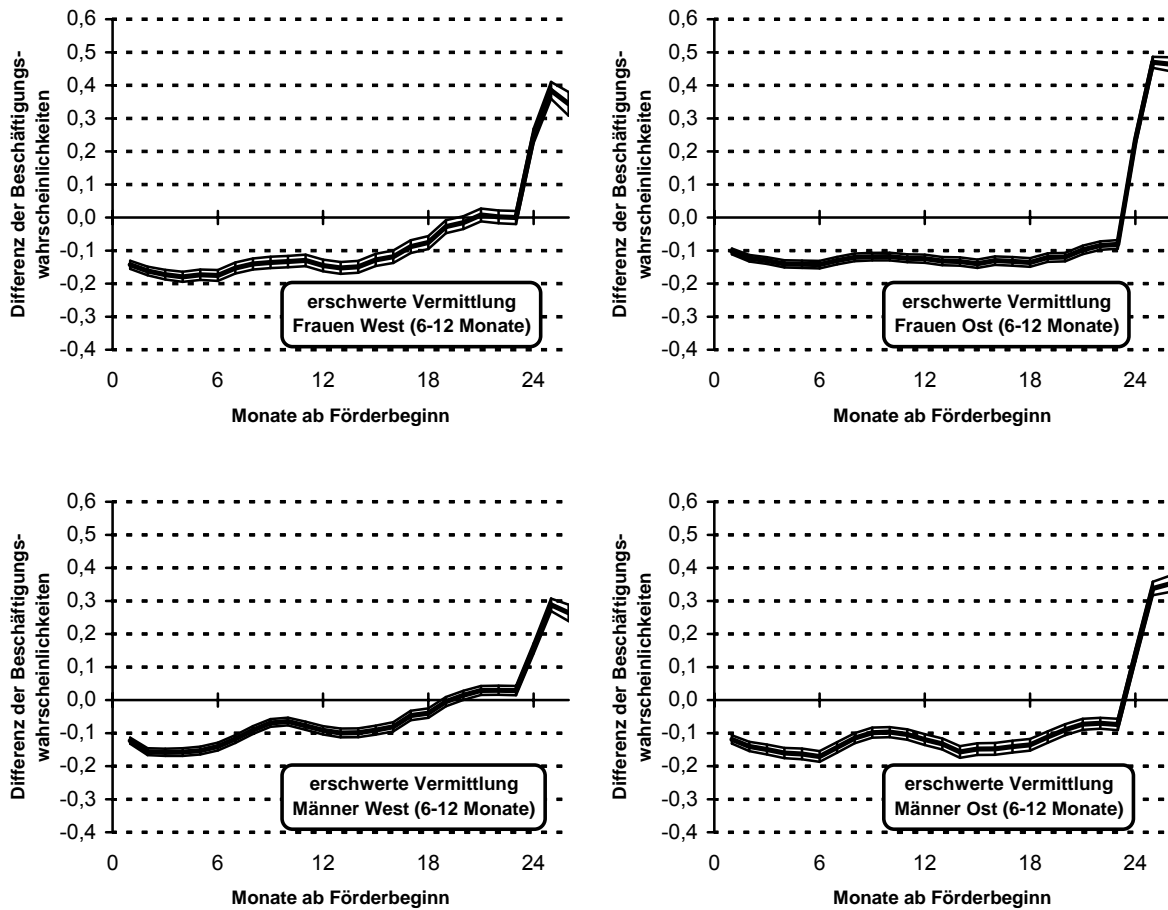 0,6
0,5
0,4
0,3
0,2
0,1
0,0
-0,1
-0,2
-0,3
-0,4
Differenz der Beschäftigungs-
wahrscheinlichkeiten
erschwerte Vermittlung
Frauen West (6-12 Monate)
0 6 12 18 24
Monate ab Förderbeginn
0,6
0,5
0,4
0,3
0,2
0,1
0,0
-0,1
-0,2
-0,3
-0,4
Differenz der Beschäftigungs-
wahrscheinlichkeiten
erschwerte Vermittlung
Frauen Ost (6-12 Monate)
0 6 12 18 24
Monate ab Förderbeginn
0,6
0,5
0,4
0,3
0,2
0,1
0,0
-0,1
-0,2
-0,3
-0,4
Differenz der Beschäftigungs-
wahrscheinlichkeiten
erschwerte Vermittlung
Männer West (6-12 Monate)
0 6 12 18 24
Monate ab Förderbeginn
0,6
0,5
0,4
0,3
0,2
0,1
0,0
-0,1
-0,2
-0,3
-0,4
Differenz der Beschäftigungs-
wahrscheinlichkeiten
erschwerte Vermittlung
Männer Ost (6-12 Monate)
0 6 12 18 24
Monate ab Förderbeginn